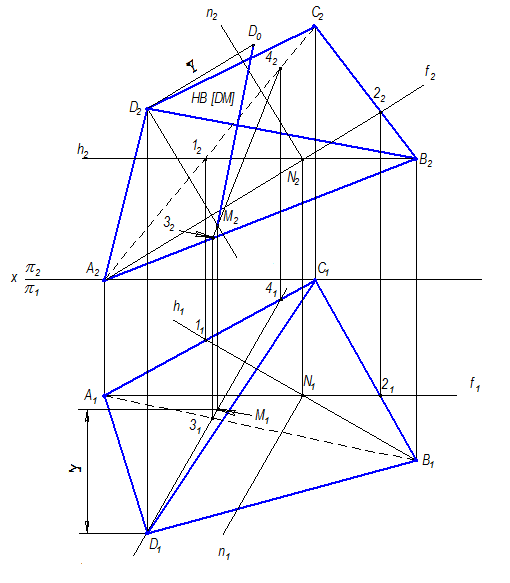 n₂
D₀
C₂
Y
4₂
f₂
D₂
HB [DM]
2₂
h₂
1₂
B₂
N₂
M₂
3₂
A₂
x π₂
π₁
C₁
4₁
h₁
1₁
A₁
N₁
2₁
f₁
M₁
3₁
B₁
Y
D₁
n₁